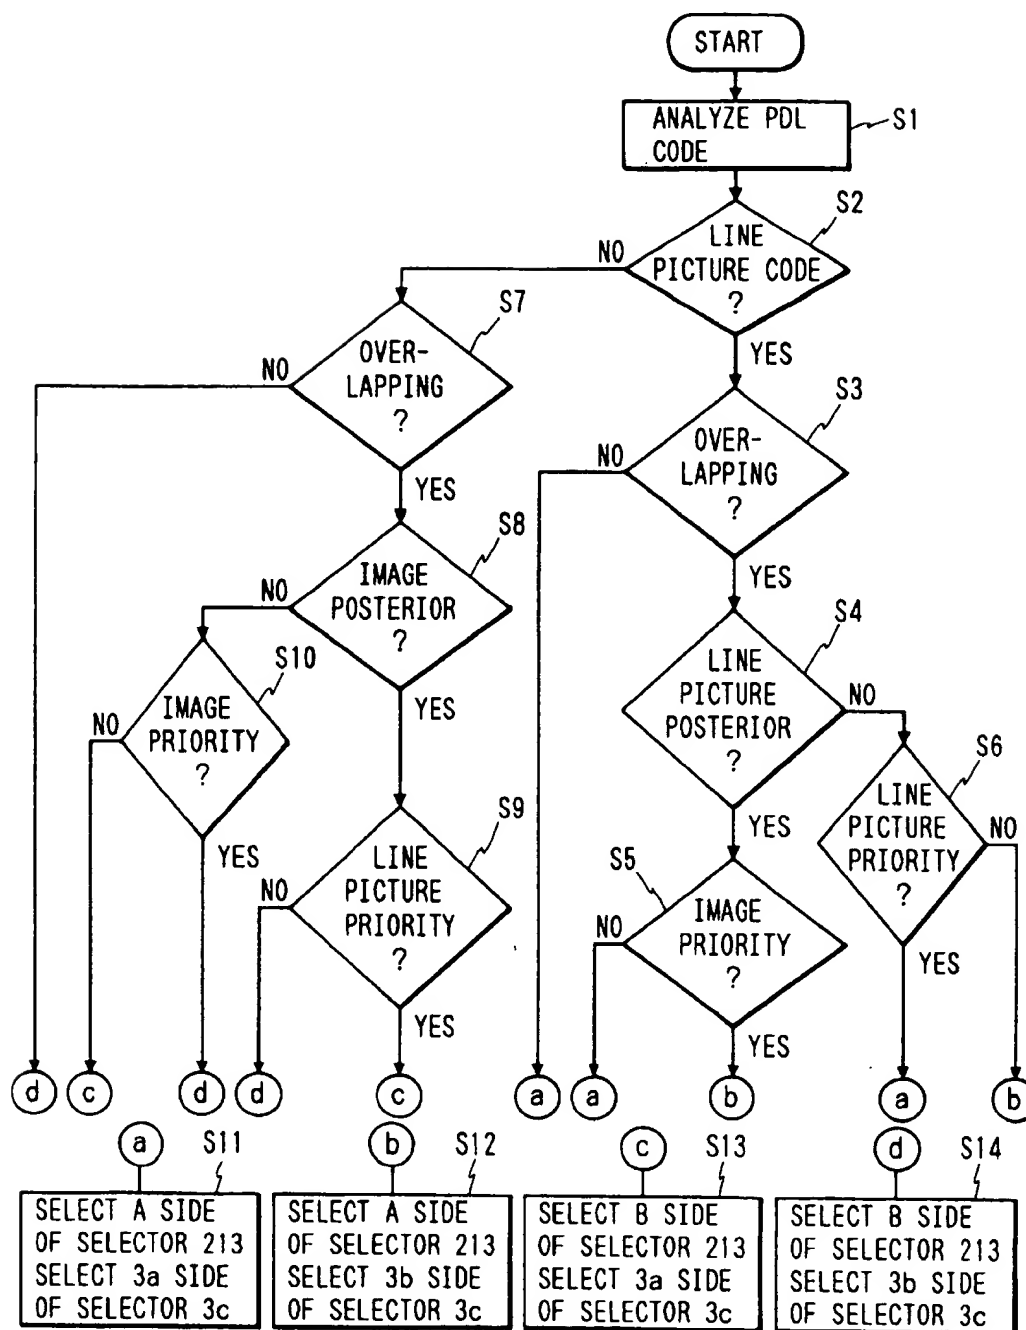 START
ANALYZE PDL
CODE
S1
S2
LINE
PICTURE CODE
?
NO
YES
S7
OVER-
LAPPING
?
NO
YES
S3
OVER-
LAPPING
?
NO
YES
S8
IMAGE
POSTERIOR
?
NO
YES
S4
LINE
PICTURE
POSTERIOR
?
NO
YES
S10
IMAGE
PRIORITY
?
NO
YES
S6
LINE
PICTURE
PRIORITY
?
NO
YES
S9
LINE
PICTURE
PRIORITY
?
NO
YES
S5
IMAGE
PRIORITY
?
NO
YES
d
c
d
d
c
a
a
b
a
b
a
S11
SELECT A SIDE
OF SELECTOR 213
SELECT 3a SIDE
OF SELECTOR 3c
b
S12
SELECT A SIDE
OF SELECTOR 213
SELECT 3b SIDE
OF SELECTOR 3c
c
S13
SELECT B SIDE
OF SELECTOR 213
SELECT 3a SIDE
OF SELECTOR 3c
d
S14
SELECT B SIDE
OF SELECTOR 213
SELECT 3b SIDE
OF SELECTOR 3c